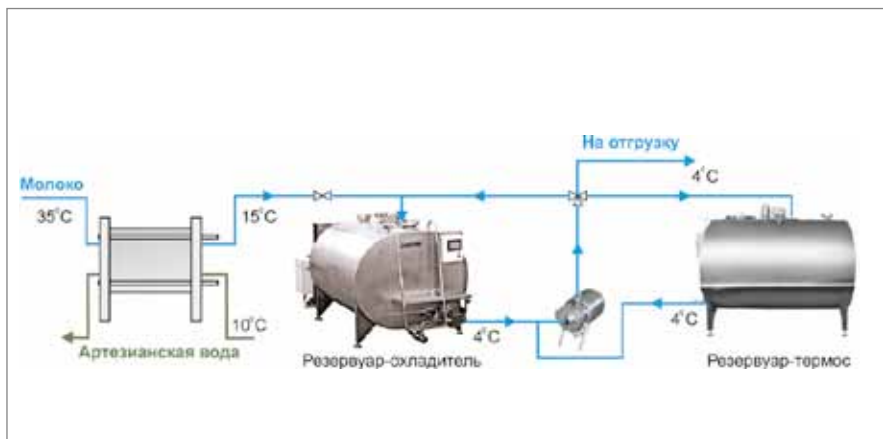 На отгрузку
4°C
Молоко
35°C
15°C
10°C
4°C
4°C
Артезианская вода
Резервуар-охладитель
Резервуар-термос